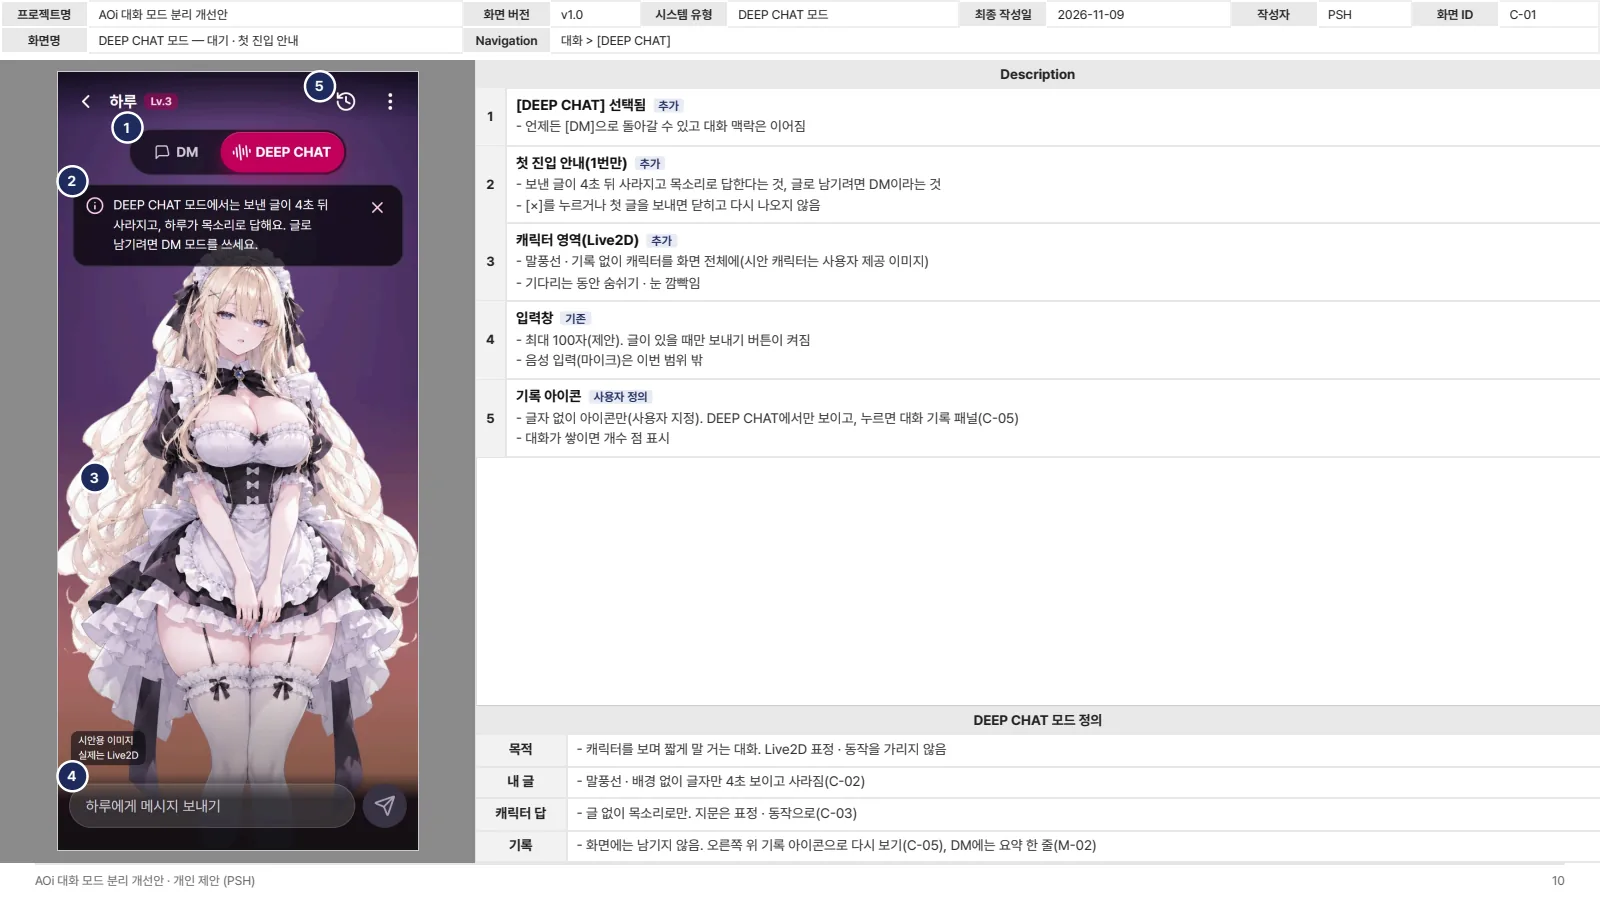 프로젝트명 AOi 대화 모드 분리 개선안 화면 버전 v1.0 시스템 유형 DEEP CHAT 모드 최종 작성일 2026-11-09 작성자 PSH 화면 ID C-01
화면명 DEEP CHAT 모드 — 대기 · 첫 진입 안내 Navigation 대화 > [DEEP CHAT]
하루 Lv.3 5
1
DM DEEP CHAT
2
DEEP CHAT 모드에서는 보낸 글이 4초 뒤
사라지고, 하루가 목소리로 답해요. 글로
남기려면 DM 모드를 쓰세요.
3
시안용 이미지
실제는 Live2D
4
하루에게 메시지 보내기
Description
1 [DEEP CHAT] 선택됨 추가
- 언제든 [DM]으로 돌아갈 수 있고 대화 맥락은 이어짐
2 첫 진입 안내(1번만) 추가
- 보낸 글이 4초 뒤 사라지고 목소리로 답한다는 것, 글로 남기려면 DM이라는 것
- [×]를 누르거나 첫 글을 보내면 닫히고 다시 나오지 않음
3 캐릭터 영역(Live2D) 추가
- 말풍선 · 기록 없이 캐릭터를 화면 전체에(시안 캐릭터는 사용자 제공 이미지)
- 기다리는 동안 숨쉬기 · 눈 깜빡임
4 입력창 기존
- 최대 100자(제안). 글이 있을 때만 보내기 버튼이 켜짐
- 음성 입력(마이크)은 이번 범위 밖
5 기록 아이콘 사용자 정의
- 글자 없이 아이콘만(사용자 지정). DEEP CHAT에서만 보이고, 누르면 대화 기록 패널(C-05)
- 대화가 쌓이면 개수 점 표시
DEEP CHAT 모드 정의
목적 - 캐릭터를 보며 짧게 말 거는 대화. Live2D 표정 · 동작을 가리지 않음
내 글 - 말풍선 · 배경 없이 글자만 4초 보이고 사라짐(C-02)
캐릭터 답 - 글 없이 목소리로만. 지문은 표정 · 동작으로(C-03)
기록 - 화면에는 남기지 않음. 오른쪽 위 기록 아이콘으로 다시 보기(C-05), DM에는 요약 한 줄(M-02)
AOi 대화 모드 분리 개선안 · 개인 제안 (PSH) 10